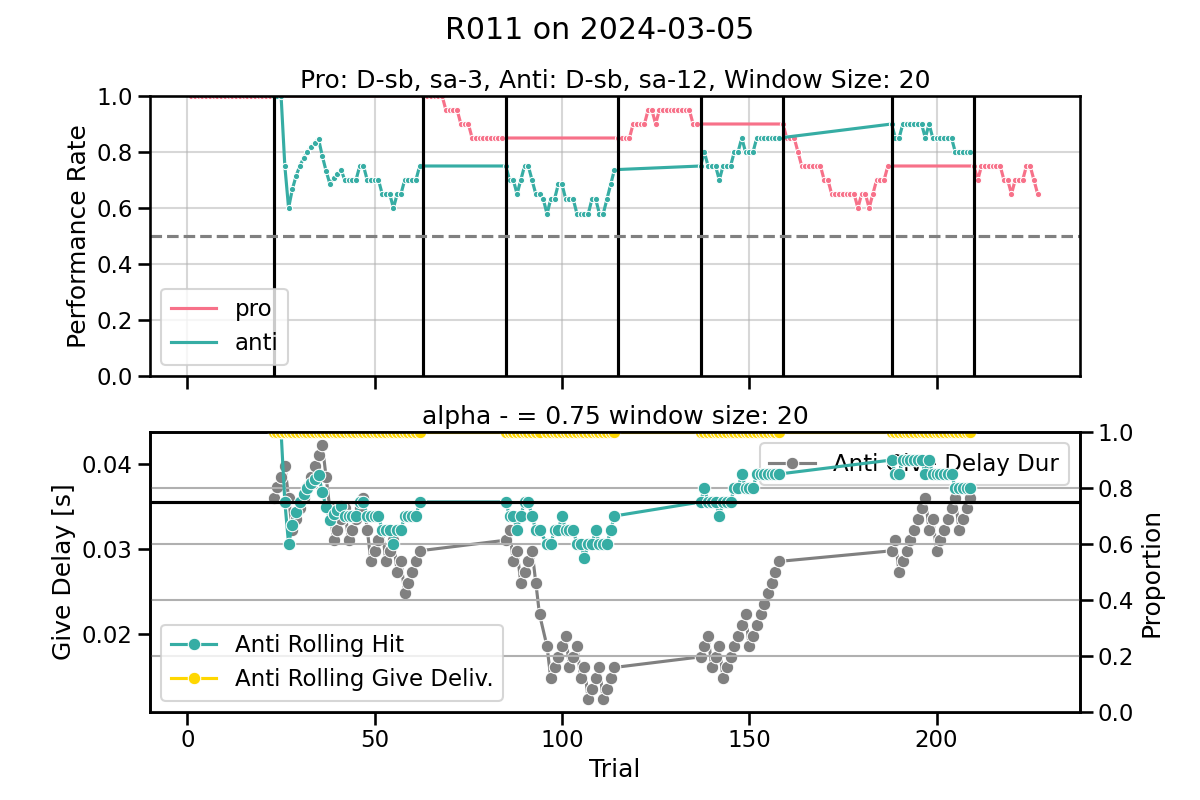 R011 on 2024-03-05
Pro: D-sb, sa-3, Anti: D-sb, sa-12, Window Size: 20
Performance Rate
1.0
0.8
0.6
0.4
0.2
0.0
pro
anti
alpha - = 0.75 window size: 20
Give Delay [s]
0.04
0.03
0.02
Anti Give Delay Dur
Anti Rolling Hit
Anti Rolling Give Deliv.
1.0
0.8
0.6
0.4
0.2
0.0
Proportion
0
50
100
150
200
Trial